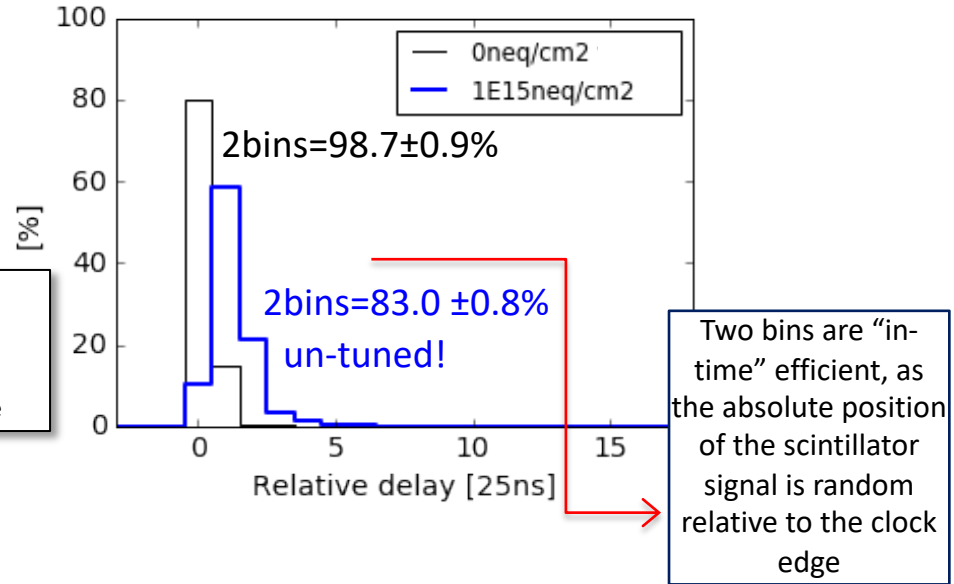 100
80
60
40
20
0
[%]
0neq/cm2
1E15neq/cm2
2bins=98.7±0.9%
2bins=83.0 ±0.8%
un-tuned!
0 5 10 15
Relative delay [25ns]
Two bins are “in-
time” efficient, as
the absolute position
of the scintillator
signal is random
relative to the clock
edge